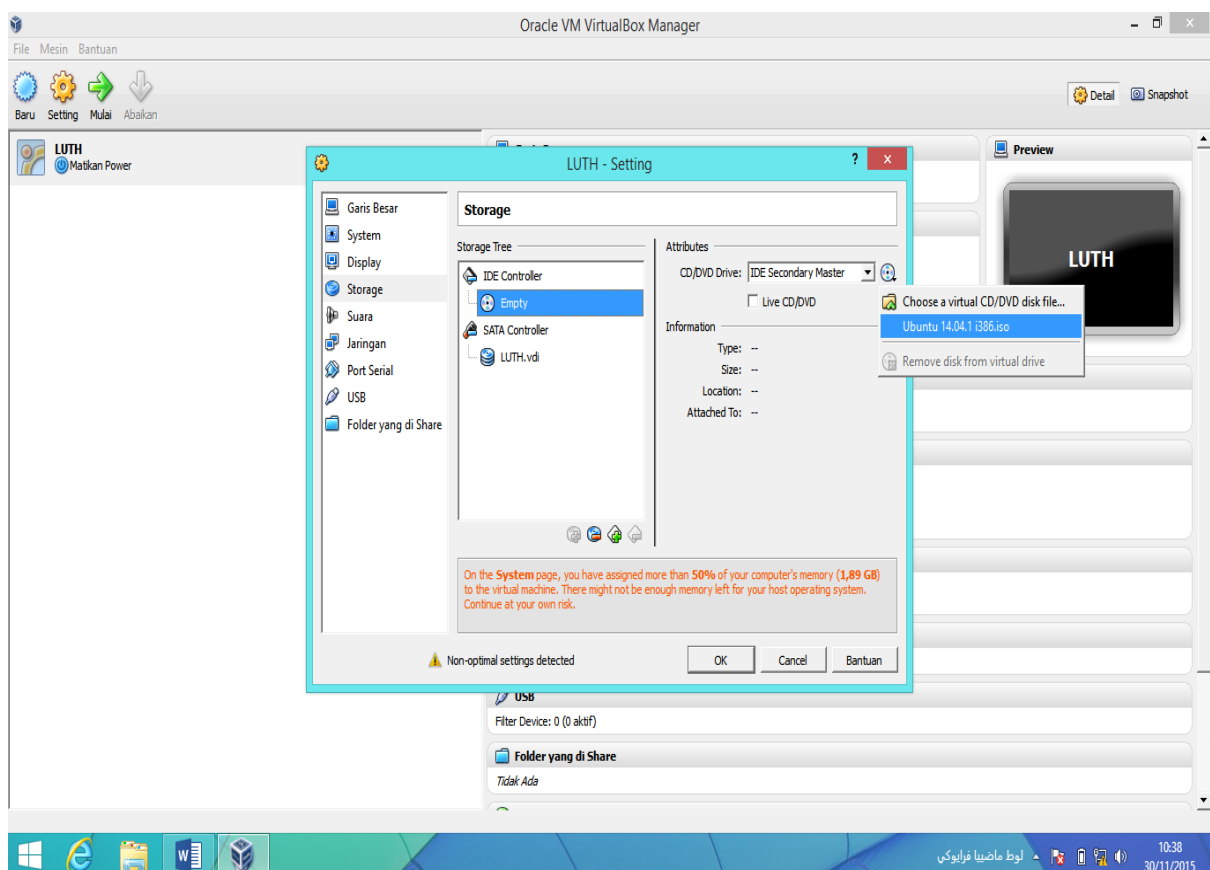 Oracle VM VirtualBox Manager
File Mesin Bantuan
Baru Setting Mulai Abaikan
Detail Snapshot
LUTH
Matikan Power
Preview
LUTH
LUTH - Setting
?
Garis Besar
System
Display
Storage
Suara
Jaringan
Port Serial
USB
Folder yang di Share
Storage
Storage Tree
IDE Controller
Empty
SATA Controller
LUTH.vdi
Attributes
CD/DVD Drive: IDE Secondary Master
Live CD/DVD
Information
Type: --
Size: --
Location: --
Attached To: --
Choose a virtual CD/DVD disk file...
Ubuntu 14.04.1 i386.iso
Remove disk from virtual drive
On the System page, you have assigned more than 50% of your computer's memory (1,89 GB)
to the virtual machine. There might not be enough memory left for your host operating system.
Continue at your own risk.
Non-optimal settings detected
OK Cancel Bantuan
USB
Filter Device: 0 (0 aktif)
Folder yang di Share
Tidak Ada
لوط ماضييا فرايوكي
10:38
30/11/2015